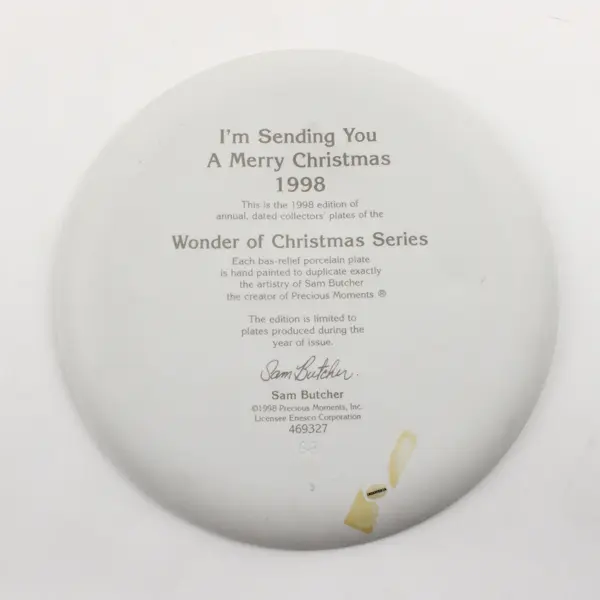 I'm Sending You
A Merry Christmas
1998
This is the 1998 edition of
annual, dated collectors' plates of the
Wonder of Christmas Series
Each bas-relief porcelain plate
is hand painted to duplicate exactly
the artistry of Sam Butcher
the creator of Precious Moments ®
The edition is limited to
plates produced during the
year of issue.
Sam Butcher.
Sam Butcher
©1998 Precious Moments, Inc.
Licensee Enesco Corporation
469327